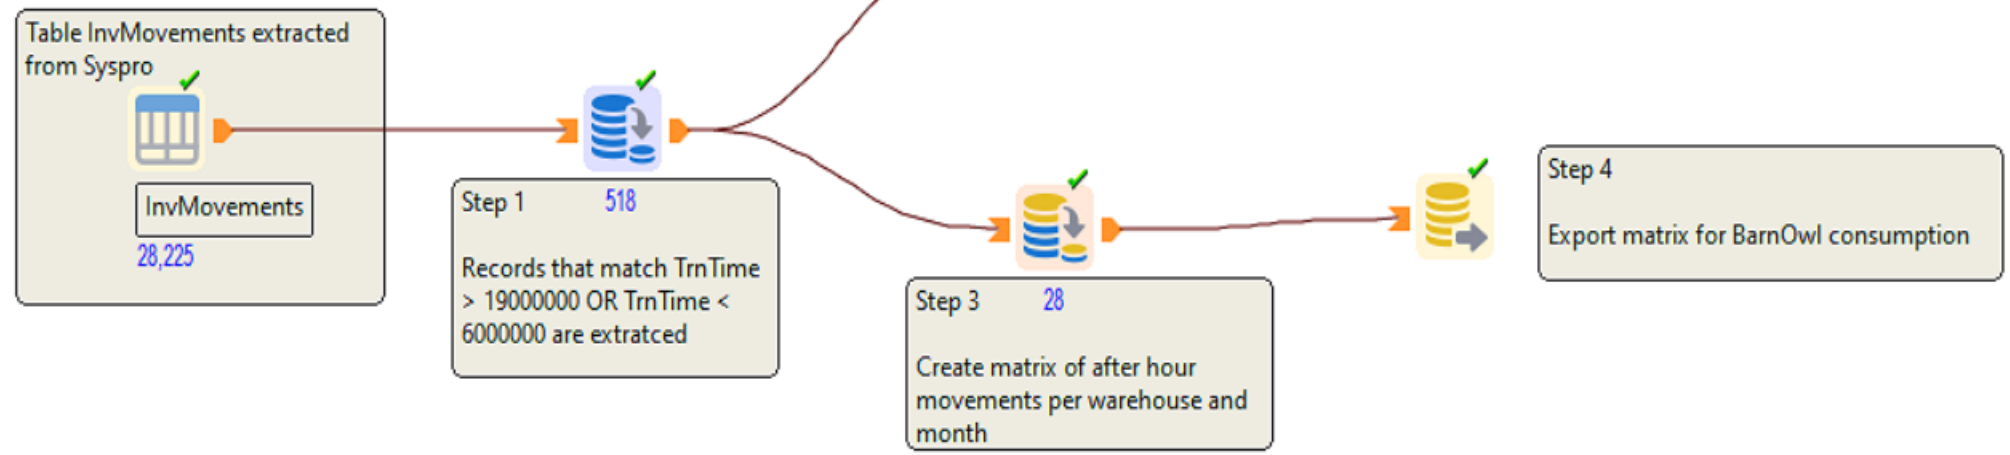 Table InvMovements extracted
from Syspro
InvMovements
28,225
Step 1 518
Records that match TrnTime
> 19000000 OR TrnTime <
6000000 are extratced
Step 3 28
Create matrix of after hour
movements per warehouse and
month
Step 4
Export matrix for BarnOwl consumption